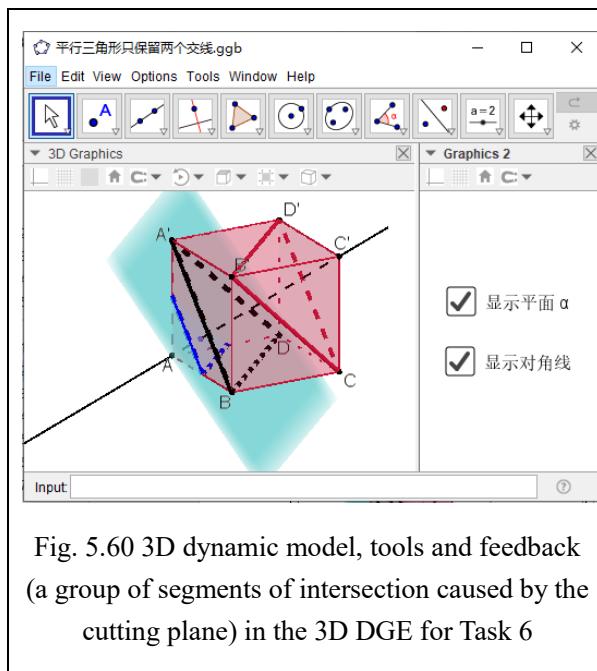 平行三角形只保留两个交线.ggb
File Edit View Options Tools Window Help
A
α
a=2
3D Graphics
Graphics 2
D'
A'
C'
B'
显示平面 α
显示对角线
D
A
C
B
Input:
Fig. 5.60 3D dynamic model, tools and feedback
(a group of segments of intersection caused by the
cutting plane) in the 3D DGE for Task 6